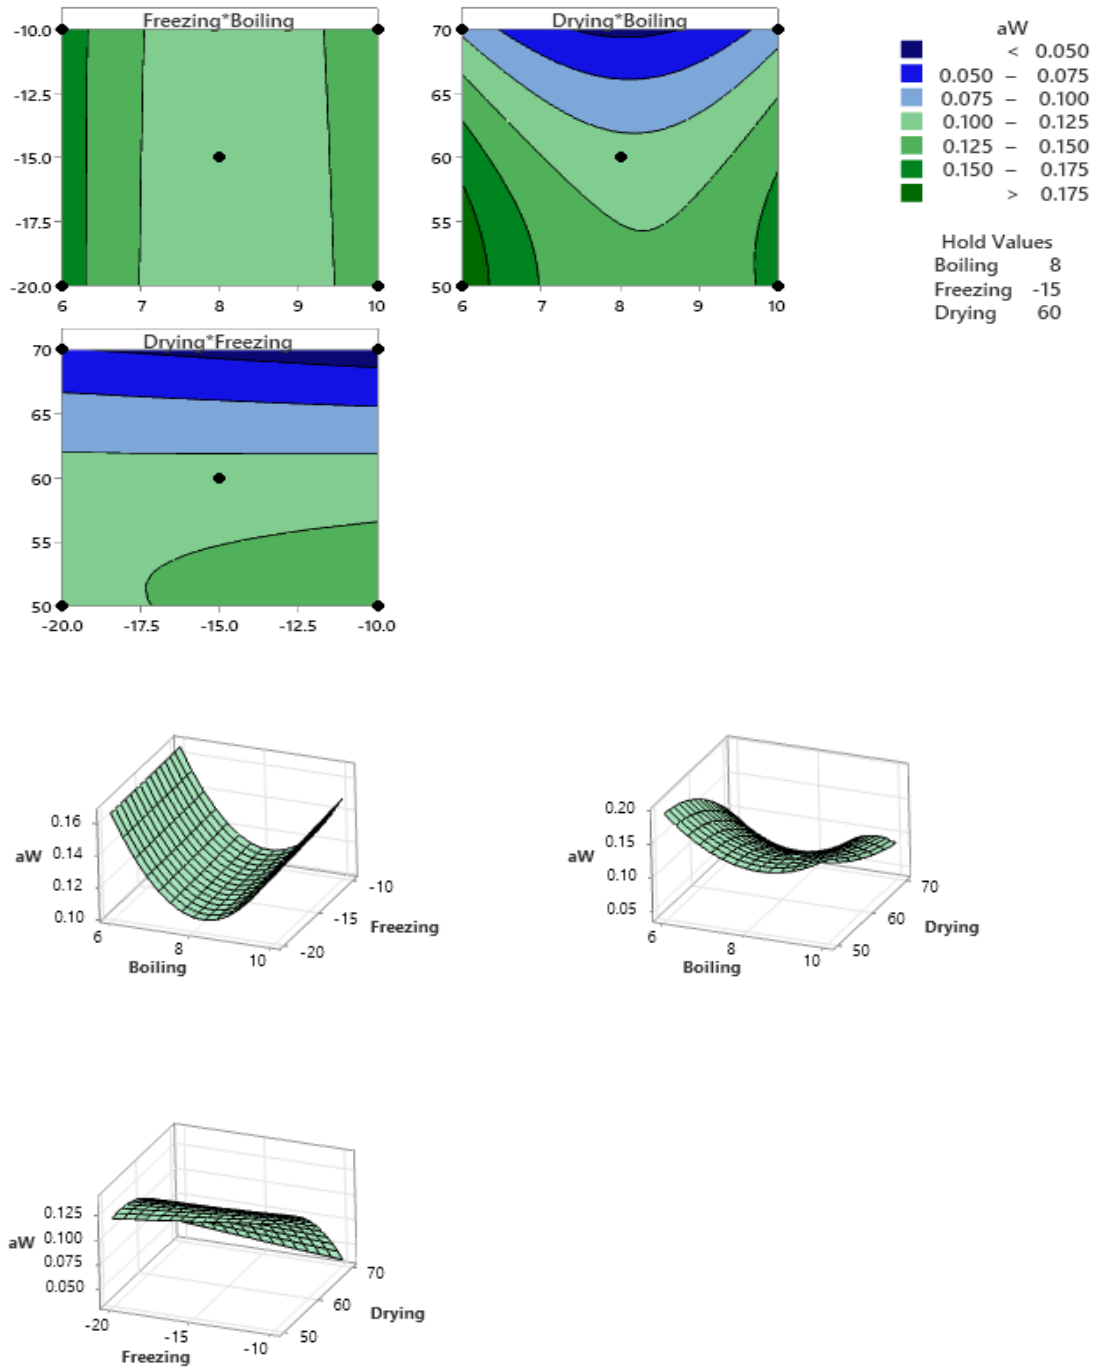 Freezing*Boiling
-10.0
-12.5
-15.0
-17.5
-20.0
6 7 8 9 10
Drying*Boiling
70
65
60
55
50
6 7 8 9 10
aW
< 0.050
0.050 – 0.075
0.075 – 0.100
0.100 – 0.125
0.125 – 0.150
0.150 – 0.175
> 0.175
Hold Values
Boiling 8
Freezing -15
Drying 60
Drying*Freezing
70
65
60
55
50
-20.0 -17.5 -15.0 -12.5 -10.0
0.16
0.14
aW
0.12
0.10
6 8 10
Boiling
-10
-15
-20
Freezing
0.20
0.15
aW
0.10
0.05
6 8 10
Boiling
70
60
50
Drying
0.125
0.100
aW
0.075
0.050
-20 -15 -10
Freezing
70
60
50
Drying